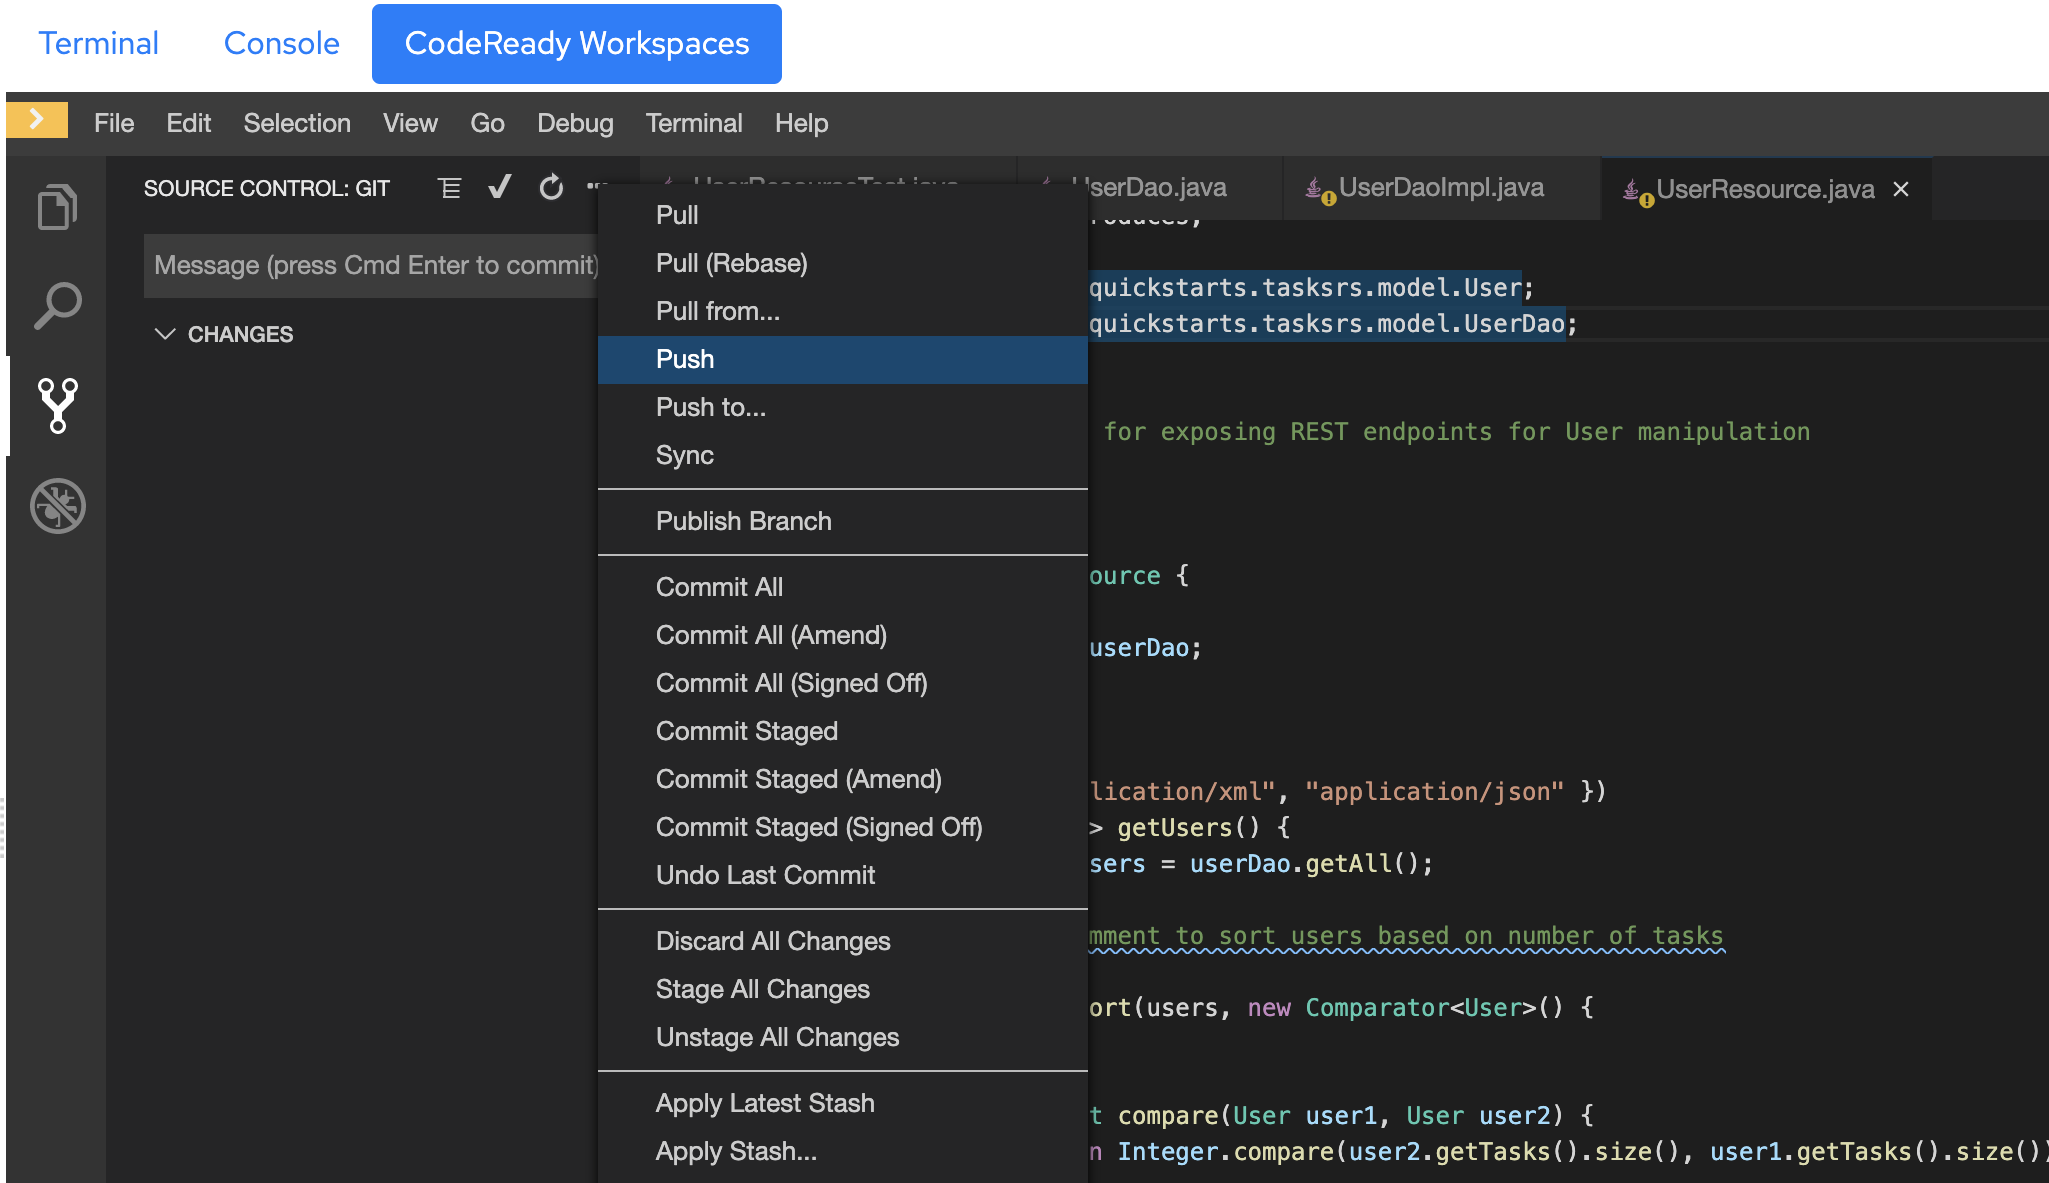 Terminal Console CodeReady Workspaces
File Edit Selection View Go Debug Terminal Help
SOURCE CONTROL: GIT
UserDao.java UserDaoImpl.java UserResource.java
Message (press Cmd Enter to commit)
CHANGES
Pull
Pull (Rebase)
Pull from...
Push
Push to...
Sync
Publish Branch
Commit All
Commit All (Amend)
Commit All (Signed Off)
Commit Staged
Commit Staged (Amend)
Commit Staged (Signed Off)
Undo Last Commit
Discard All Changes
Stage All Changes
Unstage All Changes
Apply Latest Stash
Apply Stash...
quickstarts.tasksrs.model.User;
quickstarts.tasksrs.model.UserDao;
for exposing REST endpoints for User manipulation
ource {
userDao;
lication/xml", "application/json" })
> getUsers() {
sers = userDao.getAll();
mment to sort users based on number of tasks
ort(users, new Comparator<User>() {
t compare(User user1, User user2) {
n Integer.compare(user2.getTasks().size(), user1.getTasks().size())